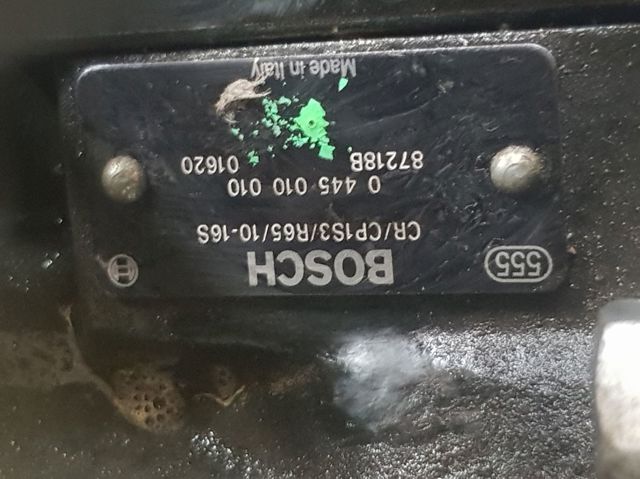 555 BOSCH
CR/CP1S3/R65/10-16S
0 445 010 010
87218B 01620
Made in Italy